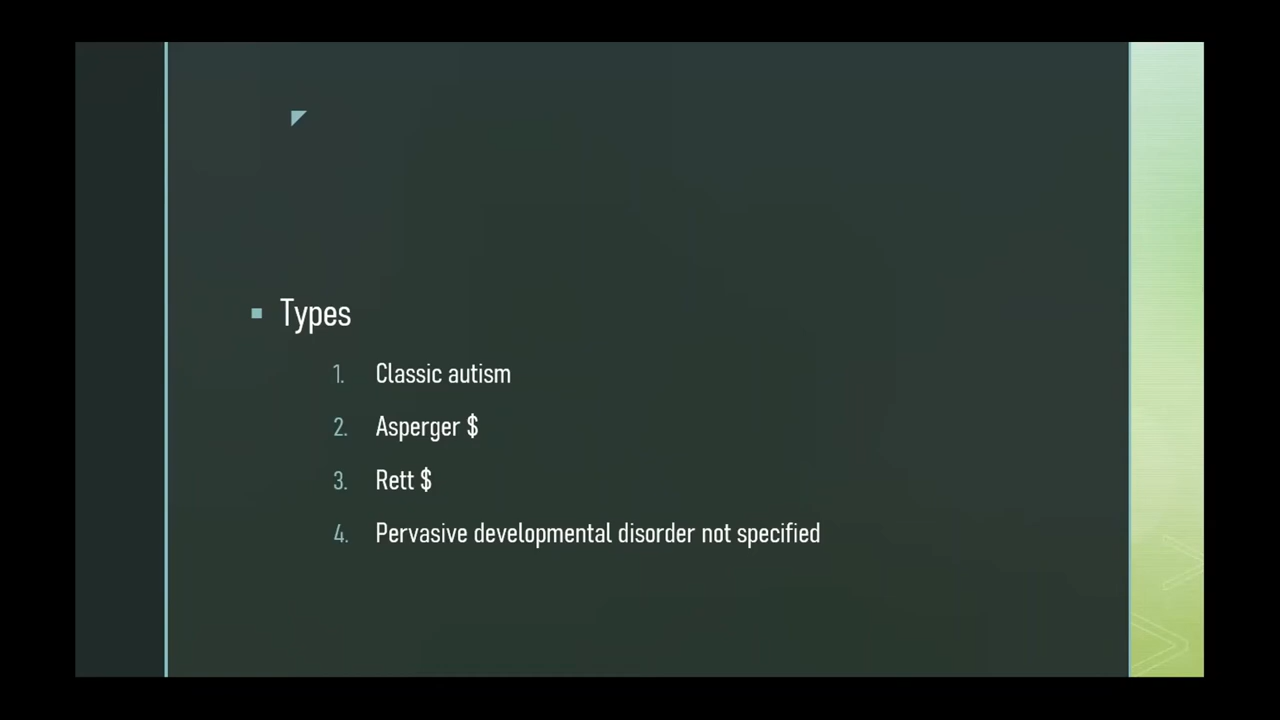 Types
1. Classic autism
2. Asperger $
3. Rett $
4. Pervasive developmental disorder not specified